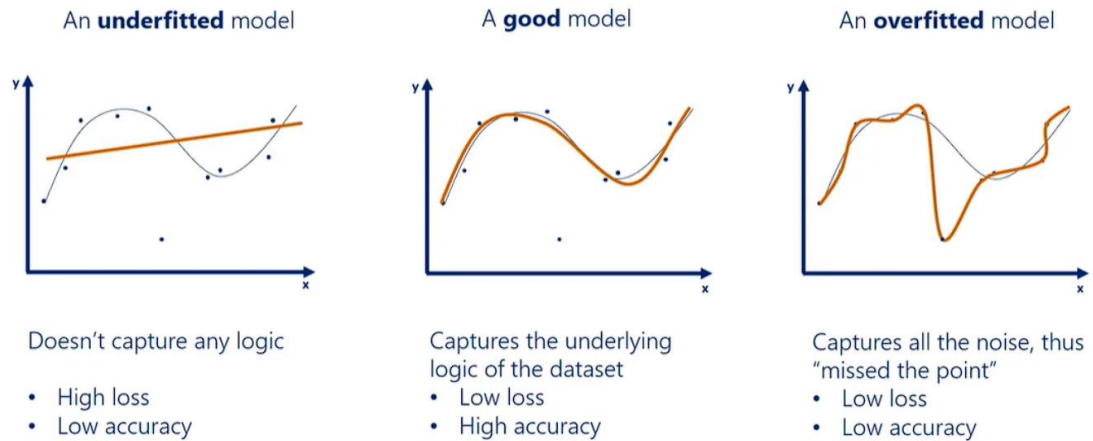 An underfitted model
y
x
Doesn't capture any logic
• High loss
• Low accuracy
A good model
y
x
Captures the underlying
logic of the dataset
• Low loss
• High accuracy
An overfitted model
y
x
Captures all the noise, thus
“missed the point”
• Low loss
• Low accuracy